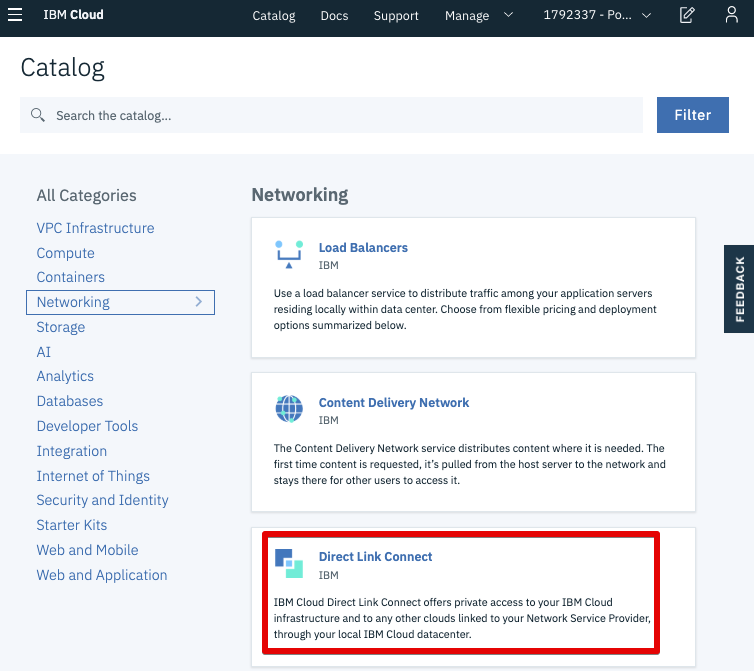 IBM Cloud
Catalog
Docs
Support
Manage
1792337 - Po...
Catalog
Search the catalog...
Filter
All Categories
VPC Infrastructure
Compute
Containers
Networking
Storage
AI
Analytics
Databases
Developer Tools
Integration
Internet of Things
Security and Identity
Starter Kits
Web and Mobile
Web and Application
Networking
Load Balancers
IBM
Use a load balancer service to distribute traffic among your application servers
residing locally within data center. Choose from flexible pricing and deployment
options summarized below.
Content Delivery Network
IBM
The Content Delivery Network service distributes content where it is needed. The
first time content is requested, it's pulled from the host server to the network and
stays there for other users to access it.
Direct Link Connect
IBM
IBM Cloud Direct Link Connect offers private access to your IBM Cloud
infrastructure and to any other clouds linked to your Network Service Provider,
through your local IBM Cloud datacenter.
FEEDBACK